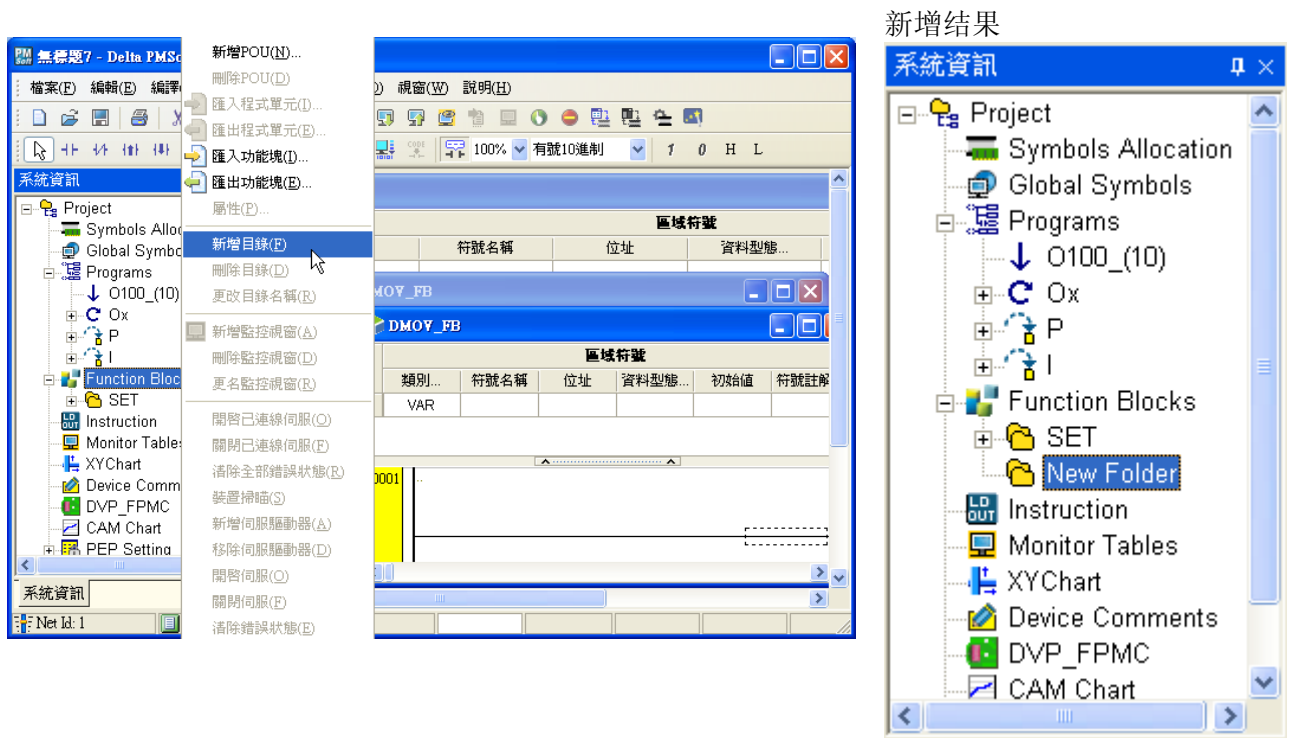 新增结果
無標題7 - Delta PMSo
檔案(F) 編輯(E) 編譯(
) 視窗(W) 說明(H)
100% 有號10進制 1 0 H L
系統資訊
Project
Symbols Alloc
Global Symbo
Programs
O100_(10)
Ox
P
I
Function Bloc
SET
Instruction
Monitor Tables
XYChart
Device Comm
DVP_FPMC
CAM Chart
PEP Setting
系統資訊
Net Id: 1
新增POU(N)...
刪除POU(D)
匯入程式單元(I)...
匯出程式單元(E)...
匯入功能塊(I)...
匯出功能塊(E)...
屬性(P)...
新增目錄(F)
刪除目錄(D)
更改目錄名稱(R)
新增監控視窗(A)
刪除監控視窗(D)
更名監控視窗(R)
開啓已連線伺服(O)
關閉已連線伺服(F)
清除全部錯誤狀態(R)
裝置掃瞄(S)
新增伺服驅動器(A)
移除伺服驅動器(D)
開啓伺服(O)
關閉伺服(F)
清除錯誤狀態(E)
區域符號
符號名稱 位址 資料型態...
MOV_FB
DMOV_FB
區域符號
類別... 符號名稱 位址 資料型態... 初始值 符號註解
VAR
0001
系統資訊
Project
Symbols Allocation
Global Symbols
Programs
O100_(10)
Ox
P
I
Function Blocks
SET
New Folder
Instruction
Monitor Tables
XYChart
Device Comments
DVP_FPMC
CAM Chart